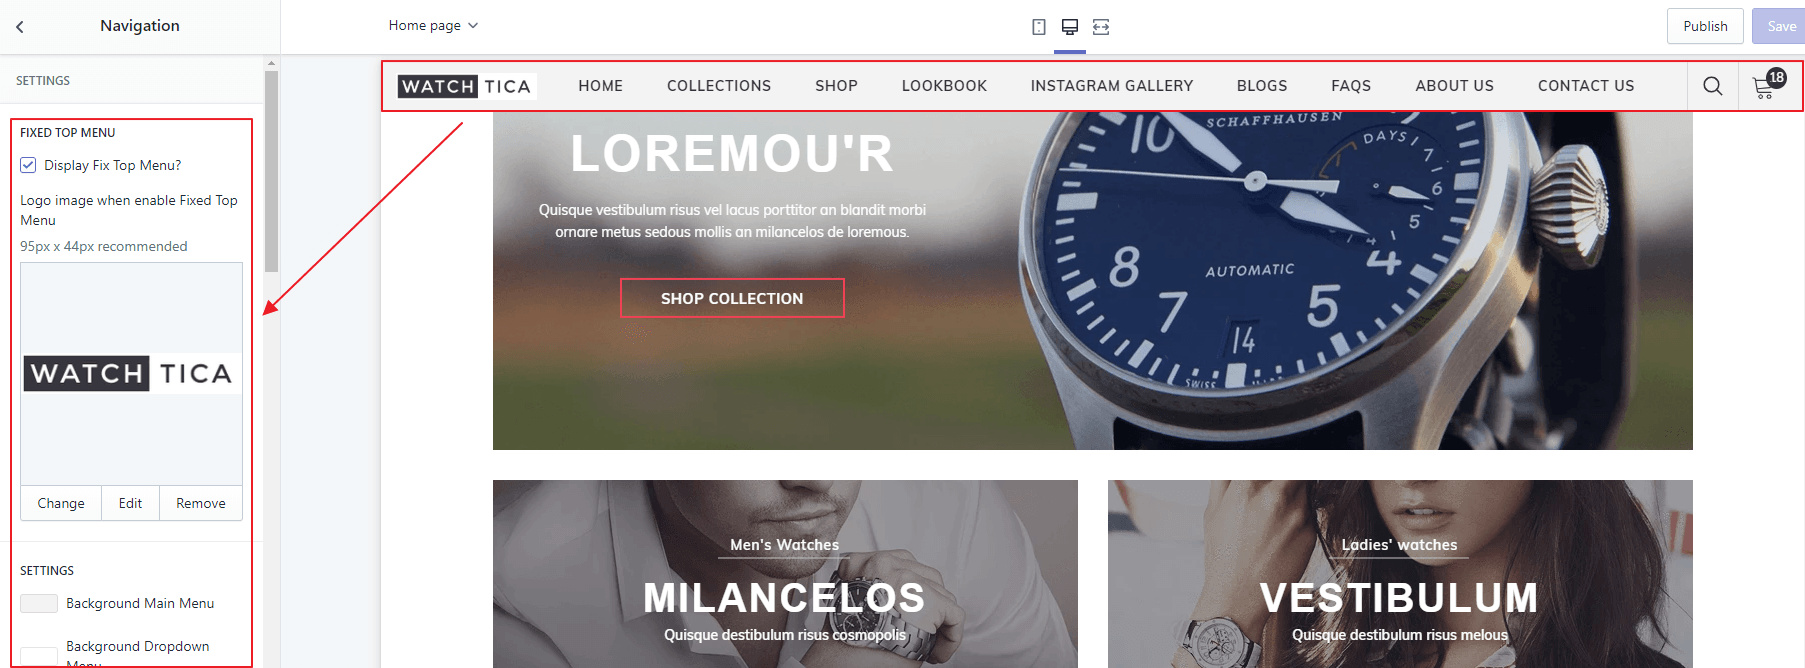 Navigation
Home page
Publish
Save
SETTINGS
FIXED TOP MENU
Display Fix Top Menu?
Logo image when enable Fixed Top
Menu
95px x 44px recommended
WATCH TICA
Change Edit Remove
SETTINGS
Background Main Menu
Background Dropdown
Menu
WATCH TICA HOME COLLECTIONS SHOP LOOKBOOK INSTAGRAM GALLERY BLOGS FAQS ABOUT US CONTACT US 18
LOREMOU'R
Quisque vestibulum risus vel lacus porttitor an blandit morbi
ornare metus sedous mollis an milancelos de loremous.
SHOP COLLECTION
SCHAFFHAUSEN
DAYS
10
7
6
5
4
AUTOMATIC
8
7
5
14
SWISS
Men's Watches
MILANCELOS
Quisque destibulum risus cosmopolis
Ladies' watches
VESTIBULUM
Quisque destibulum risus melous